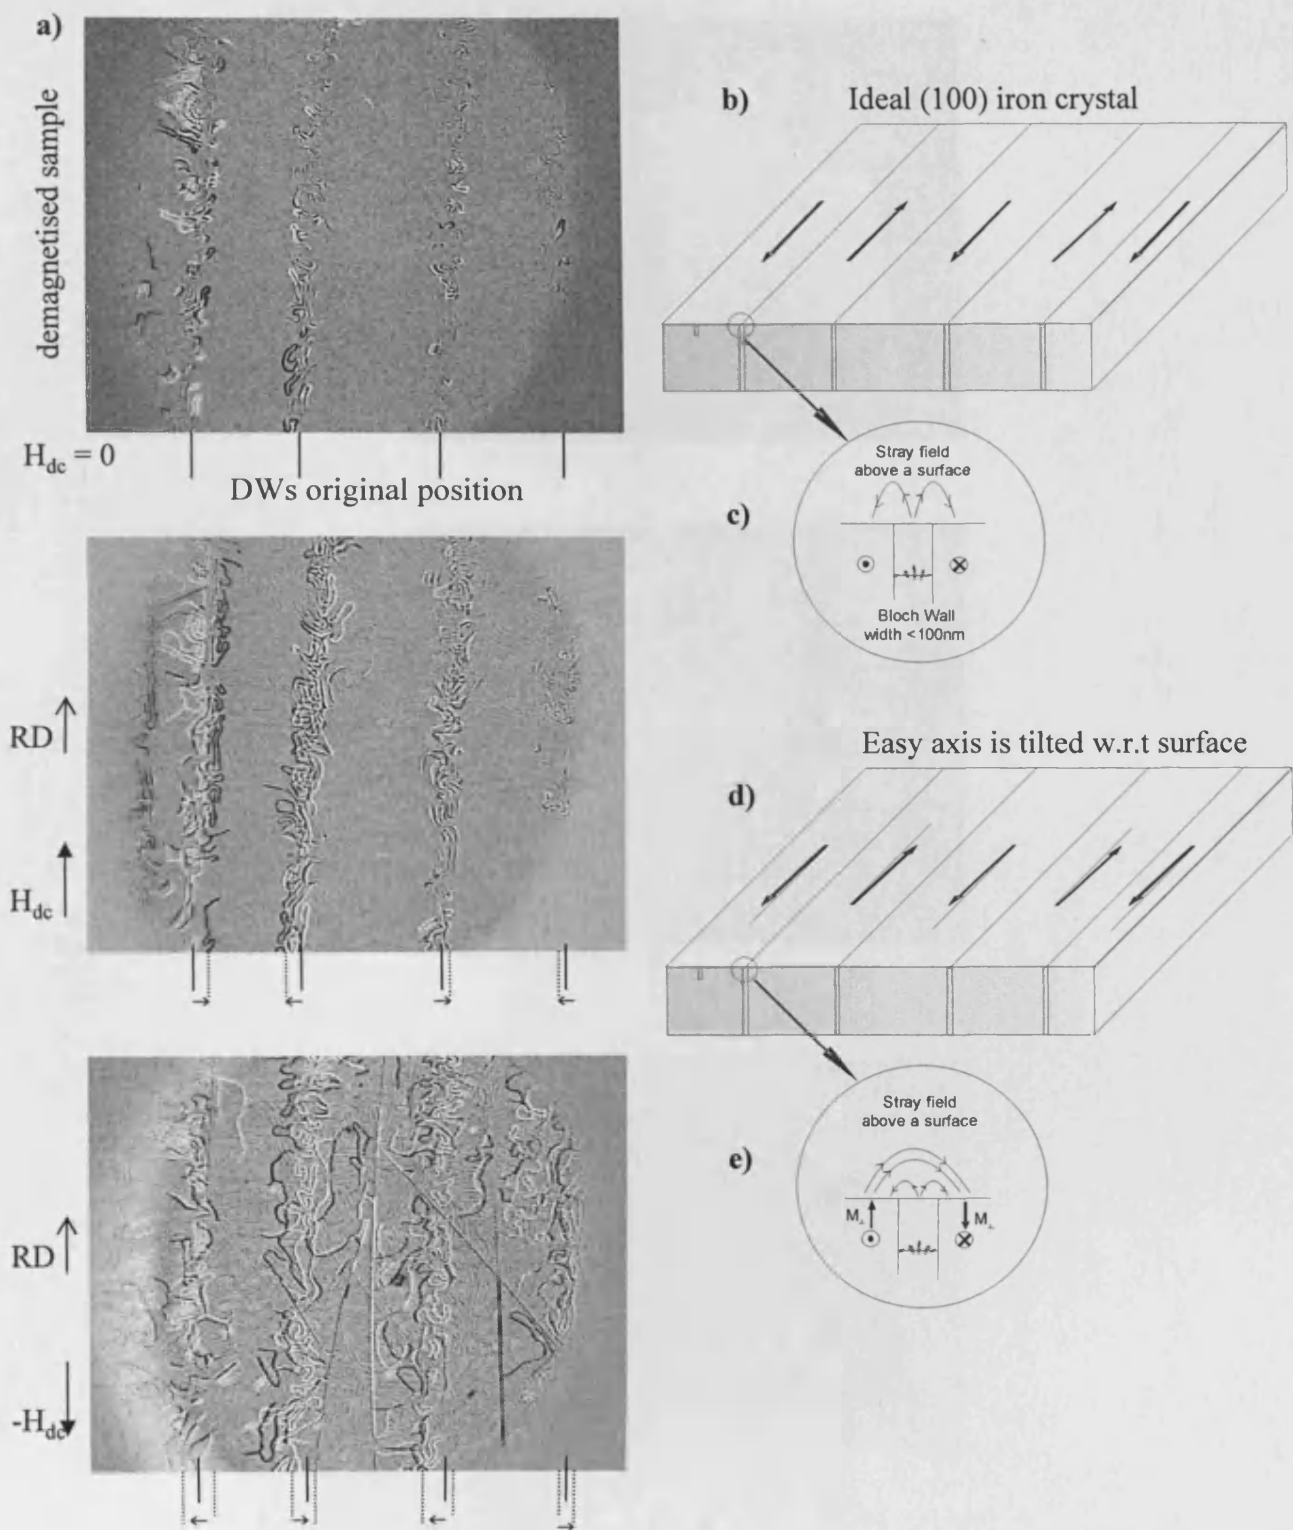 a)
demagnetised sample
H_dc = 0
DWs original position
RD
H_dc
RD
-H_dc
b)
Ideal (100) iron crystal
Stray field
above a surface
c)
Bloch Wall
width <100nm
Easy axis is tilted w.r.t surface
d)
Stray field
above a surface
e)
M⊥
M⊥